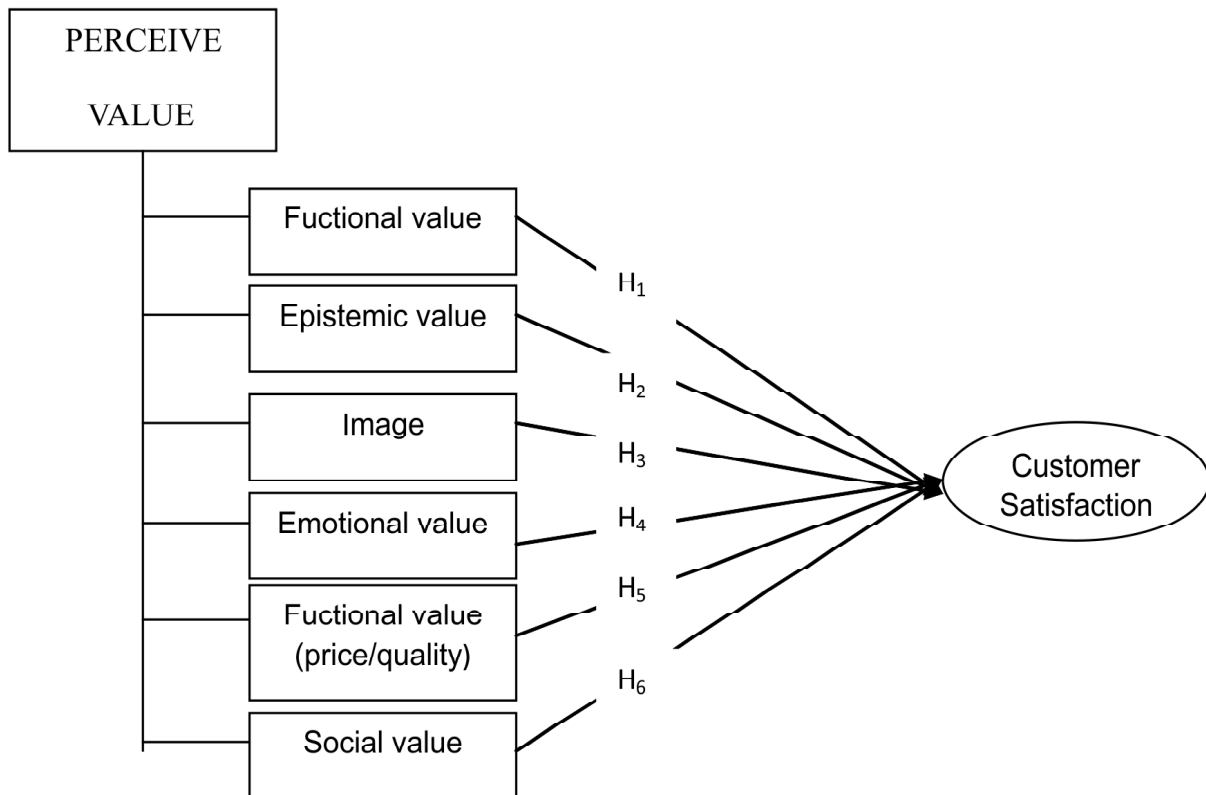 PERCEIVE
VALUE
Fuctional value
H1
Epistemic value
H2
Image
H3
Customer
Satisfaction
Emotional value
H4
Fuctional value
(price/quality)
H5
H6
Social value